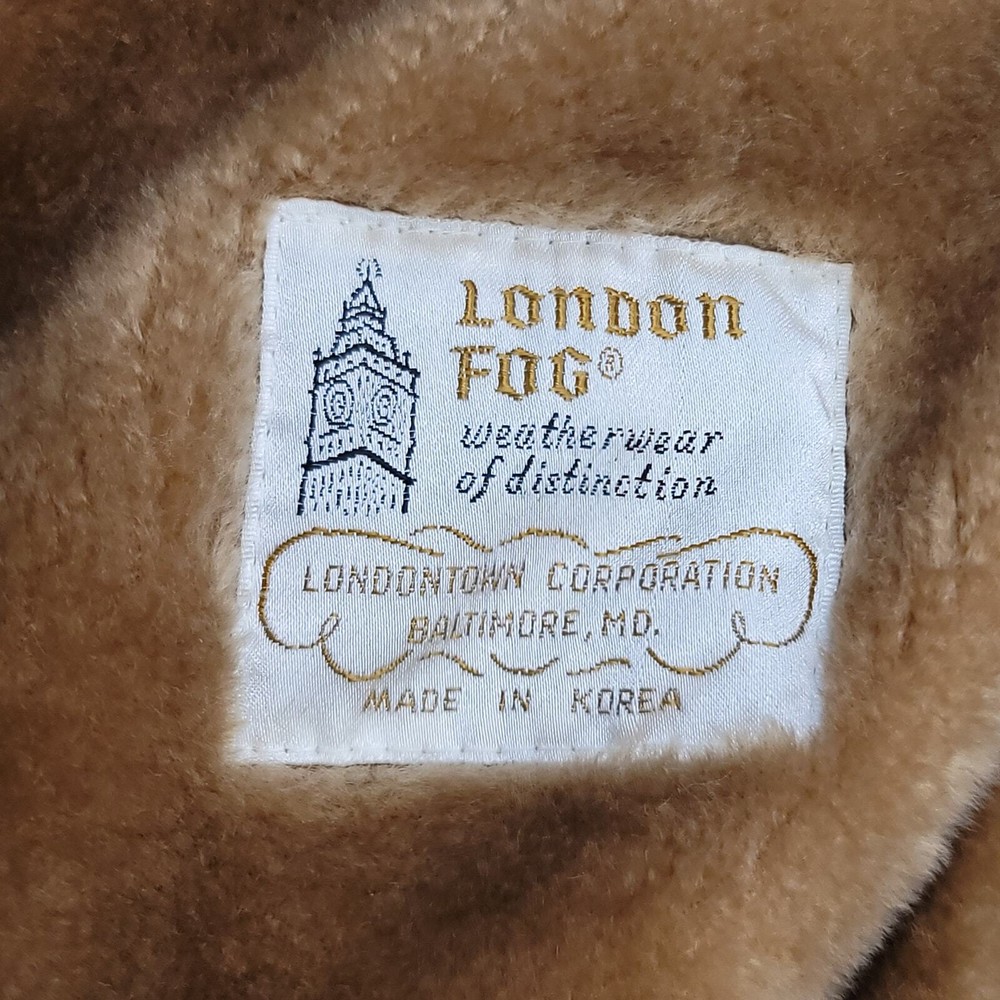 LONDON
FOG®
weatherwear
of distinction
LONDONTOWN CORPORATION
BALTIMORE, MD.
MADE IN KOREA